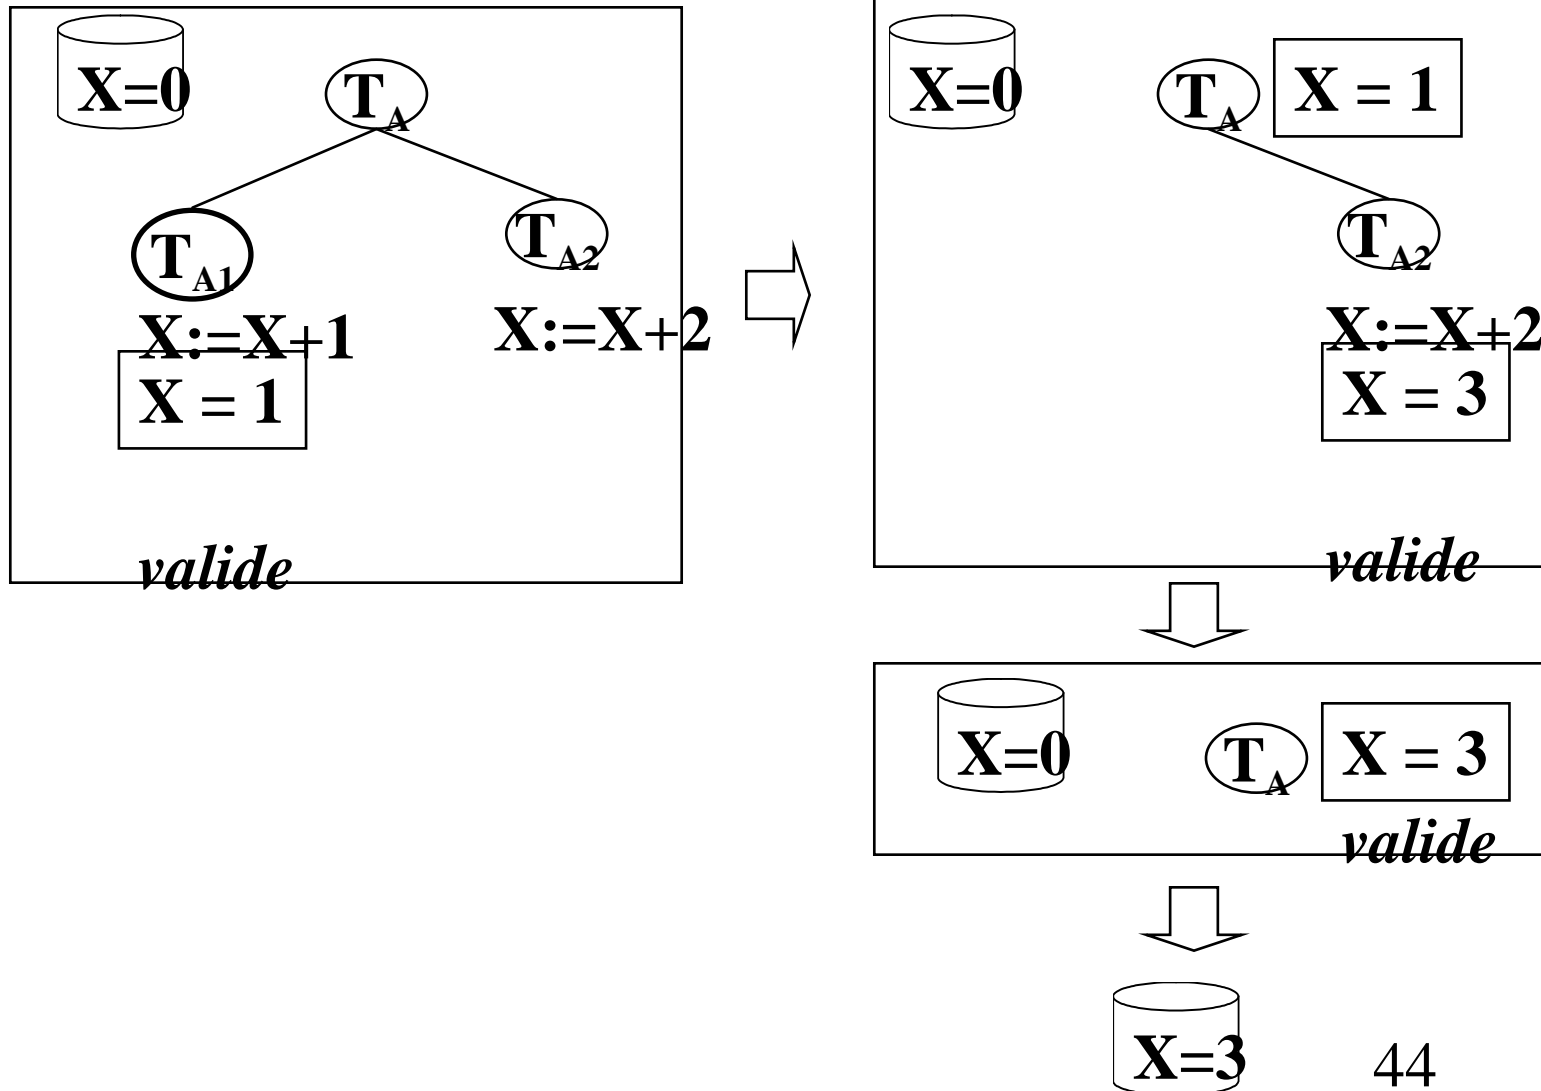 X=0
T_A
T_A1
T_A2
X:=X+1
X:=X+2
X = 1
valide
X=0
T_A
X = 1
T_A2
X:=X+2
X = 3
valide
X=0
T_A
X = 3
valide
X=3
44